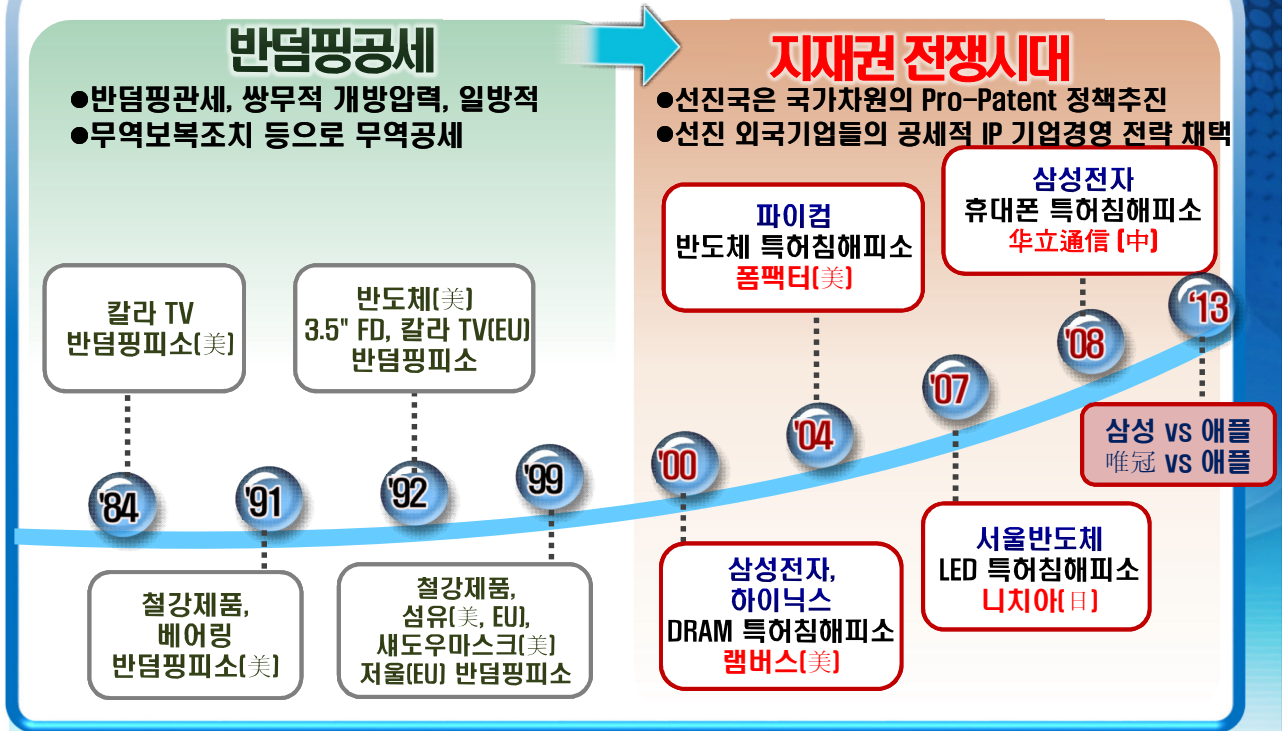 반덤핑공세
●반덤핑관세, 쌍무적 개방압력, 일방적
●무역보복조치 등으로 무역공세
지재권 전쟁시대
●선진국은 국가차원의 Pro-Patent 정책추진
●선진 외국기업들의 공세적 IP 기업경영 전략 채택
칼라 TV
반덤핑피소(美)
'84
'91
철강제품,
베어링
반덤핑피소(美)
반도체(美)
3.5" FD, 칼라 TV(EU)
반덤핑피소
'92
'99
철강제품,
섬유(美, EU),
섀도우마스크(美)
저울(EU) 반덤핑피소
'00
삼성전자,
하이닉스
DRAM 특허침해피소
램버스(美)
파이컴
반도체 특허침해피소
폼팩터(美)
'04
'07
서울반도체
LED 특허침해피소
니치아(日)
삼성전자
휴대폰 특허침해피소
华立通信 (中)
'08
‘13
삼성 vs 애플
唯冠 vs 애플